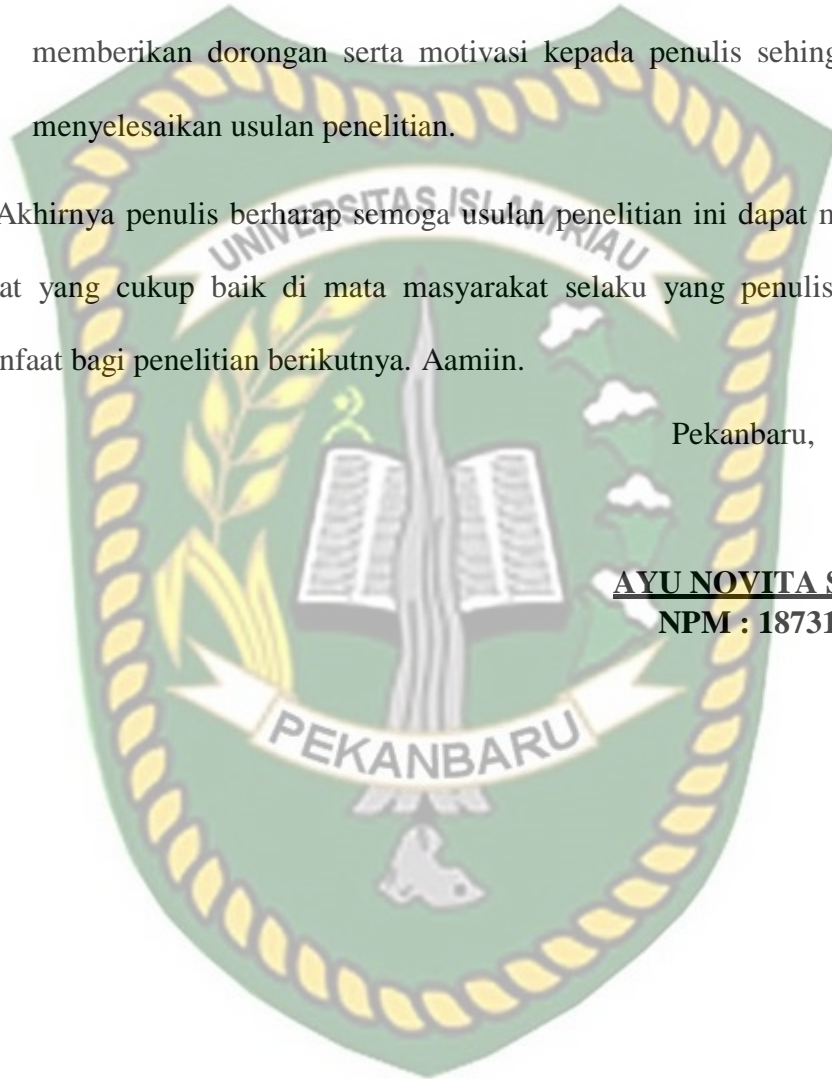 memberikan dorongan serta motivasi kepada penulis sehing
menyelesaikan usulan penelitian.
Akhirnya penulis berharap semoga usulan penelitian ini dapat m
at yang cukup baik di mata masyarakat selaku yang penulis
nfaat bagi penelitian berikutnya. Aamiin.
Pekanbaru,
AYU NOVITA S
NPM : 18731
UNIVERSITAS ISLAM RIAU
PEKANBARU